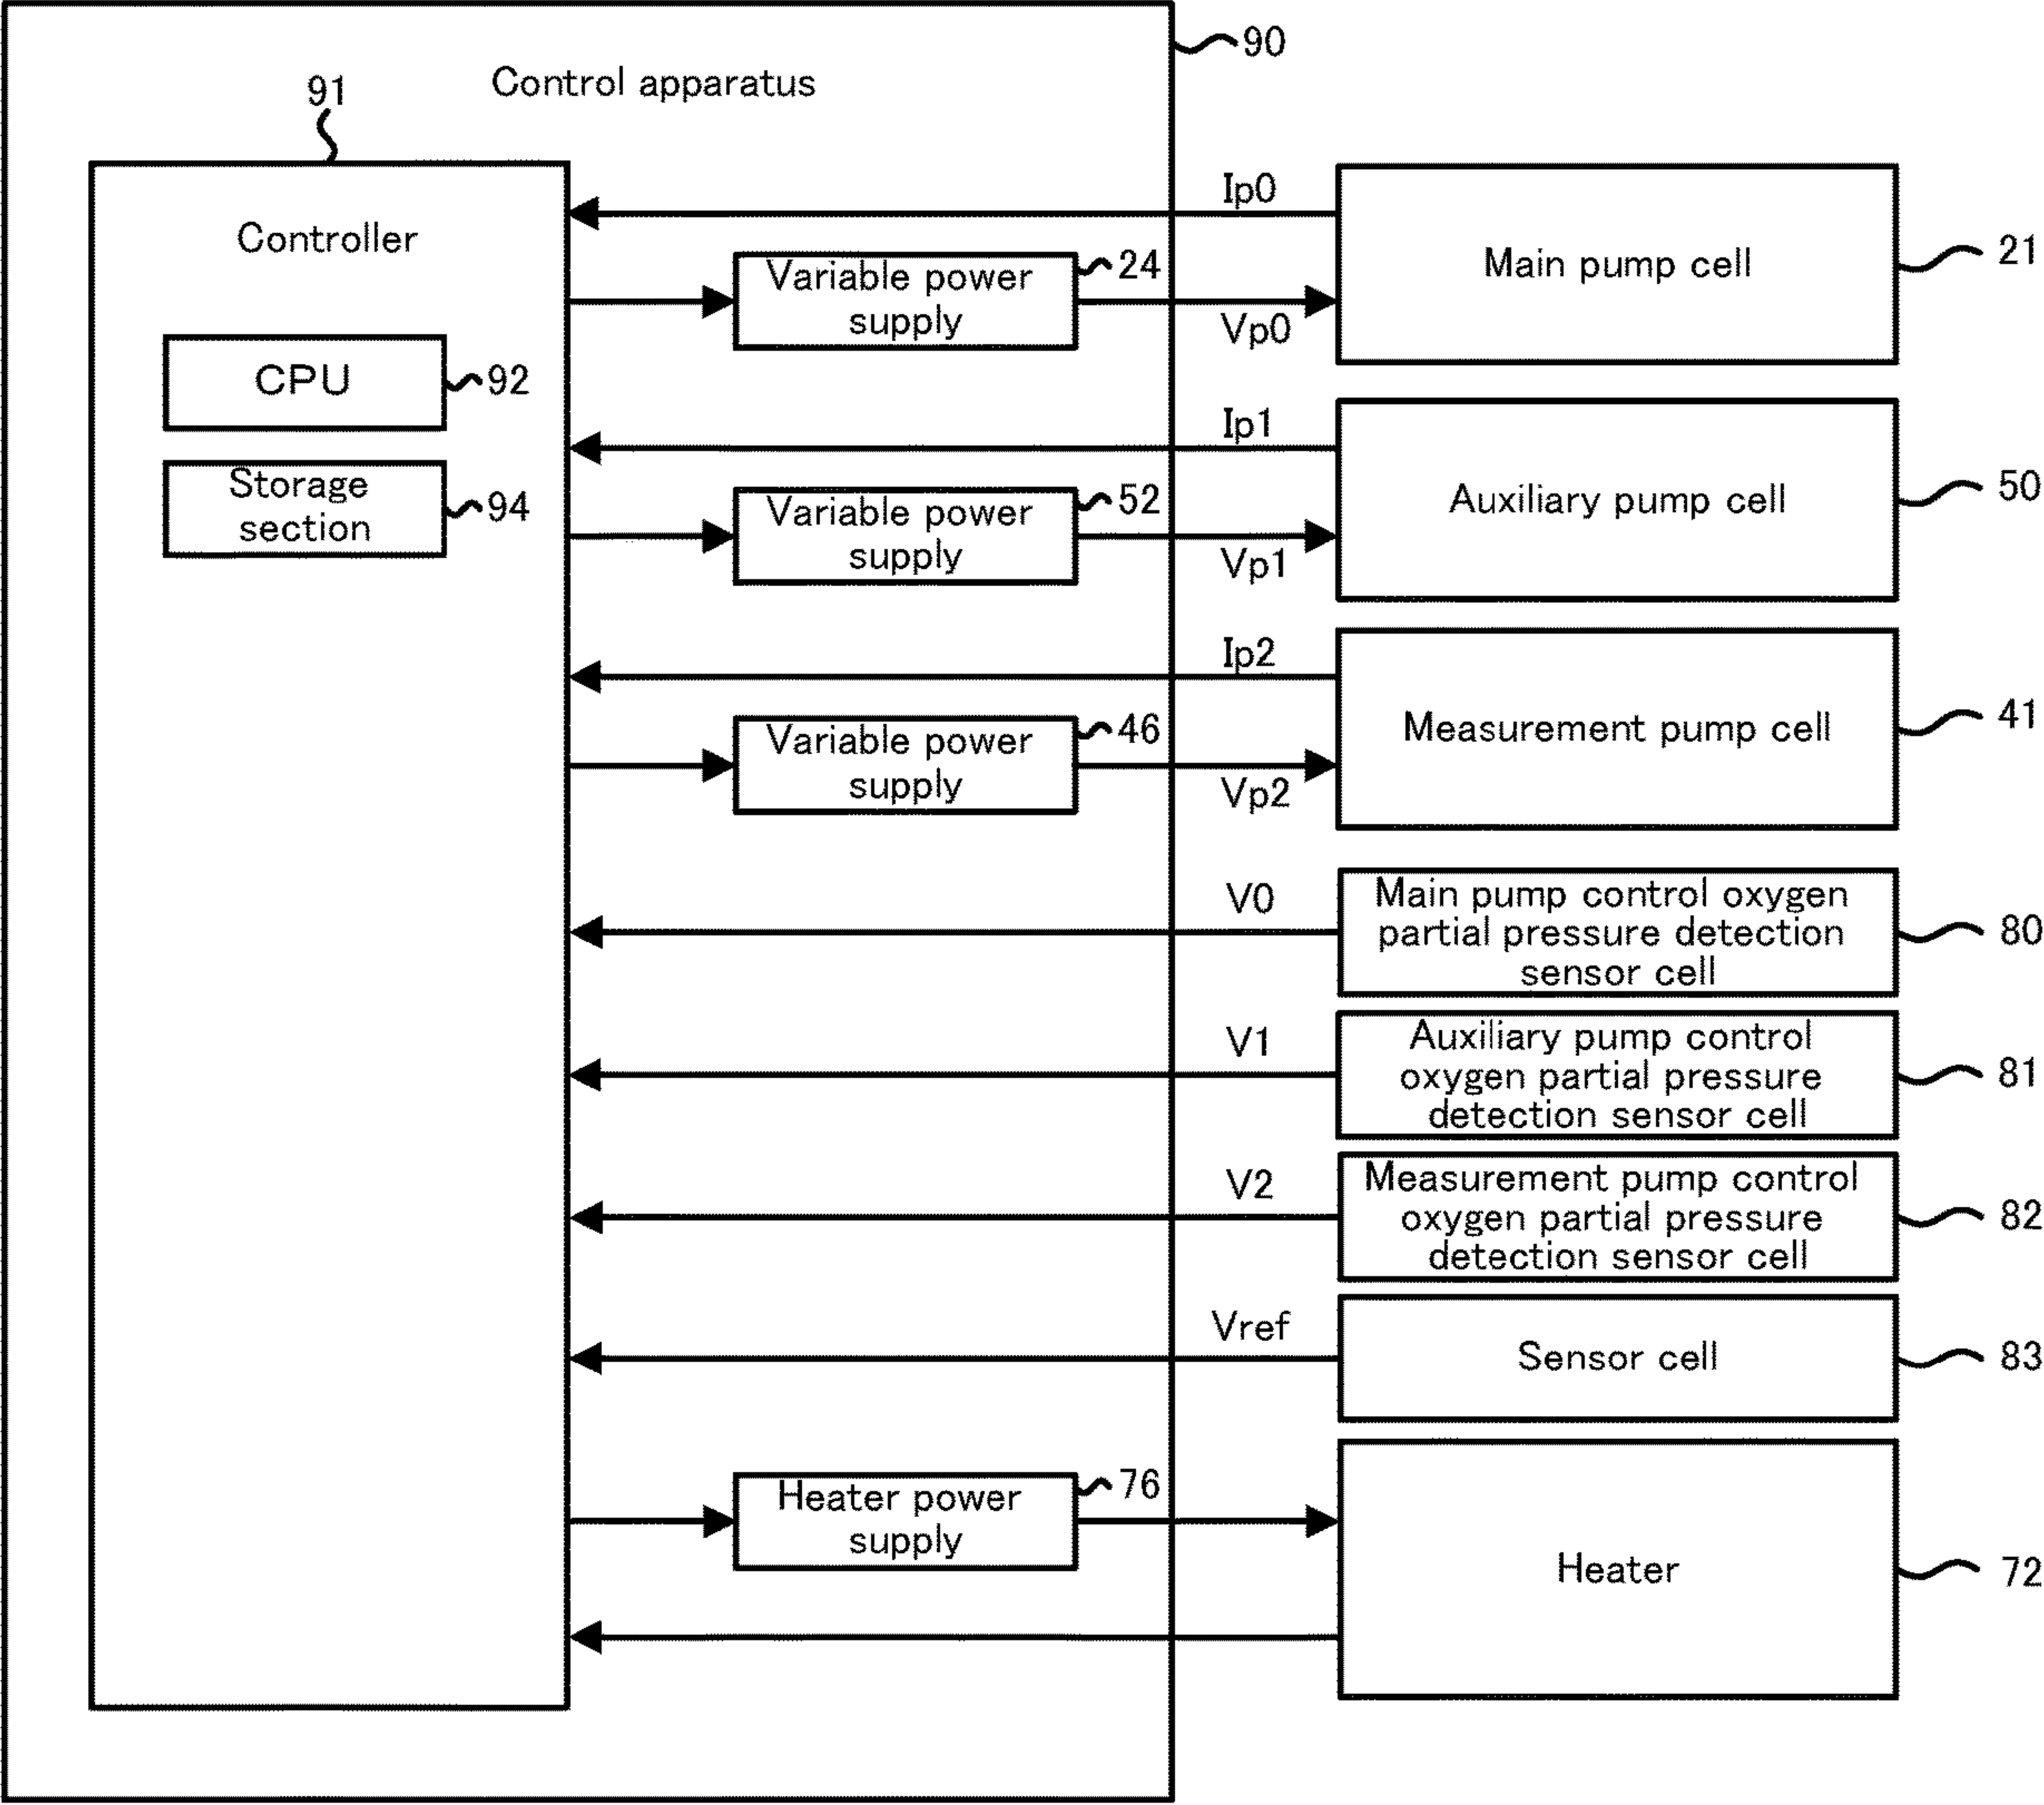 90
Control apparatus
91
Controller
CPU
92
Storage
section
94
Ip0
Variable power
supply
24
Vp0
Main pump cell
21
Ip1
Variable power
supply
52
Vp1
Auxiliary pump cell
50
Ip2
Variable power
supply
46
Vp2
Measurement pump cell
41
V0
Main pump control oxygen
partial pressure detection
sensor cell
80
V1
Auxiliary pump control
oxygen partial pressure
detection sensor cell
81
V2
Measurement pump control
oxygen partial pressure
detection sensor cell
82
Vref
Sensor cell
83
Heater power
supply
76
Heater
72